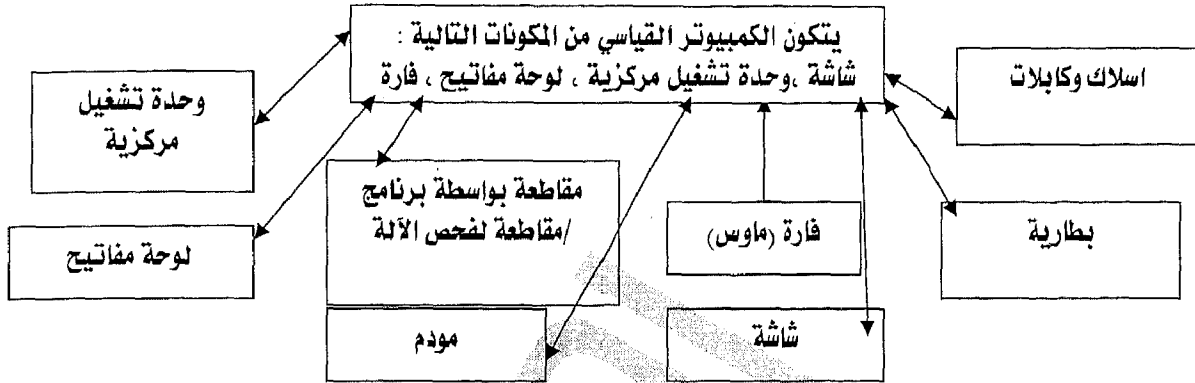 يتكون الكمبيوتر القياسي من المكونات التالية :
شاشة ،وحدة تشغيل مركزية ، لوحة مفاتيح ، فارة
اسلاك وكابلات
وحدة تشغيل
مركزية
مقاطعة بواسطة برنامج
/مقاطعة لفحص الآلة
فارة (ماوس)
بطارية
لوحة مفاتيح
شاشة
مودم